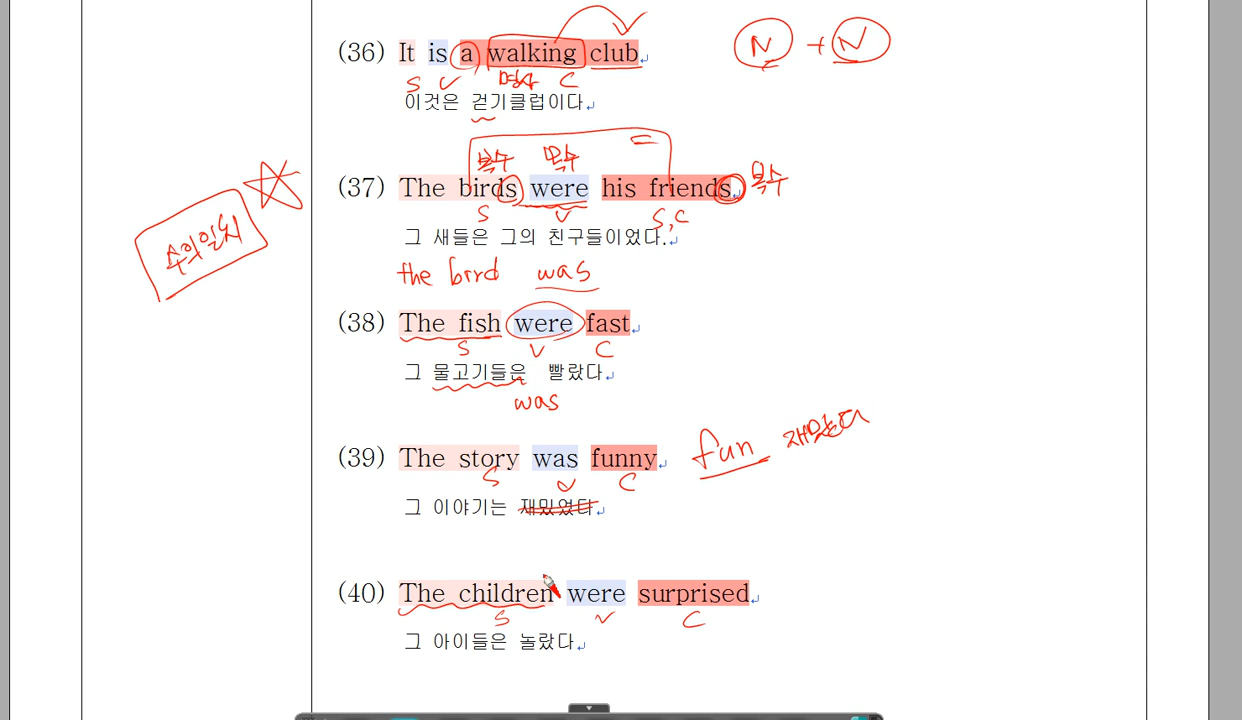 (36) It is a walking club
N + N
S V 명사 C
이것은 걷기클럽이다
복수 복수
(37) The birds were his friends. 복수
S V S, C
그 새들은 그의 친구들이었다.
수의일치
the bird was
(38) The fish were fast
S V C
그 물고기들은 빨랐다
was
(39) The story was funny
fun
S V C
그 이야기는 재밌었다
(40) The children were surprised
S V C
그 아이들은 놀랐다